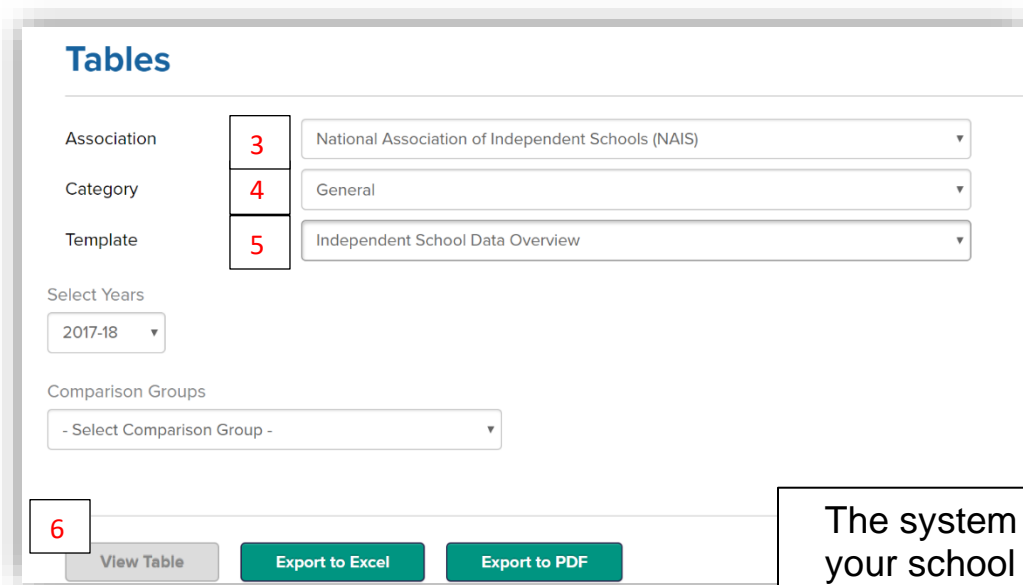 Tables
Association 3 National Association of Independent Schools (NAIS)
Category 4 General
Template 5 Independent School Data Overview
Select Years
2017-18
Comparison Groups
- Select Comparison Group -
6
View Table Export to Excel Export to PDF
The system
your school